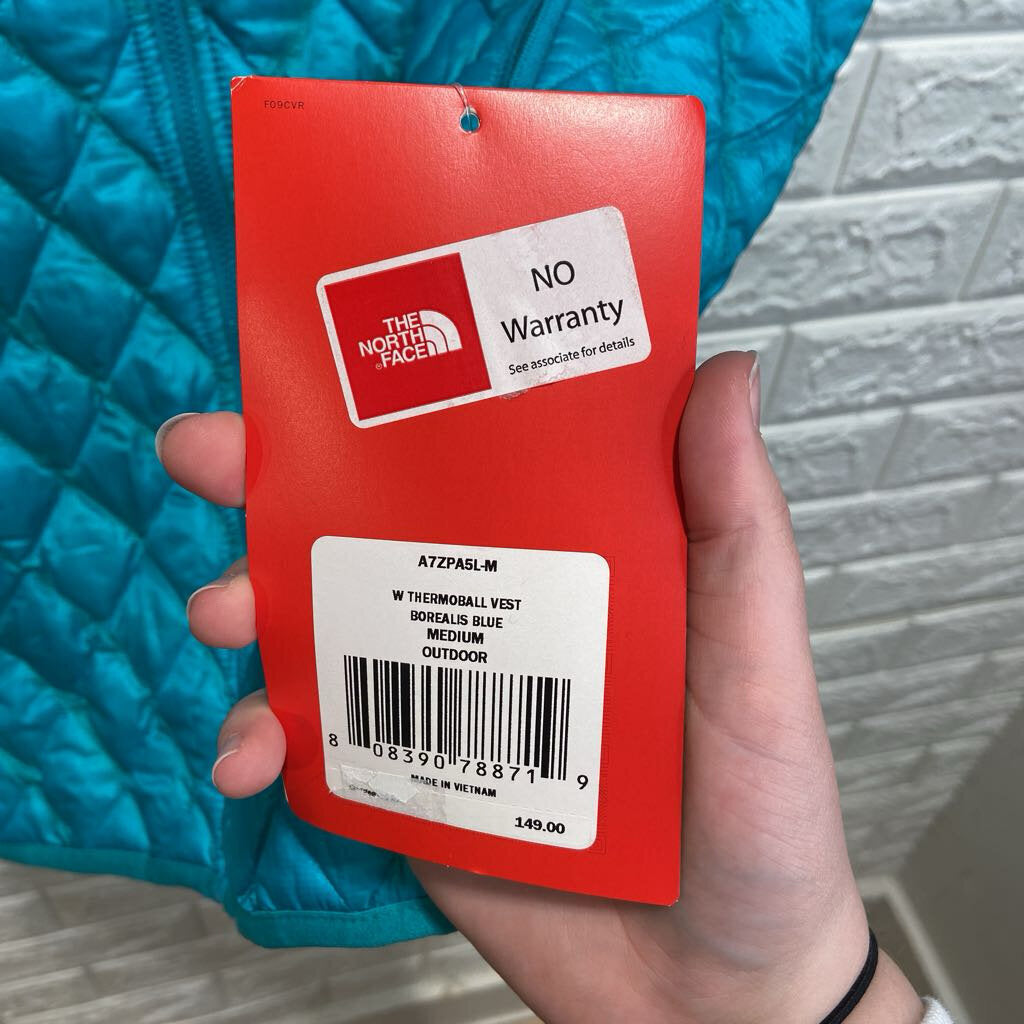 F09CVR
THE
NORTH
FACE
®
NO
Warranty
See associate for details
A7ZPA5L-M
W THERMOBALL VEST
BOREALIS BLUE
MEDIUM
OUTDOOR
8 08390 78871 9
MADE IN VIETNAM
149.00